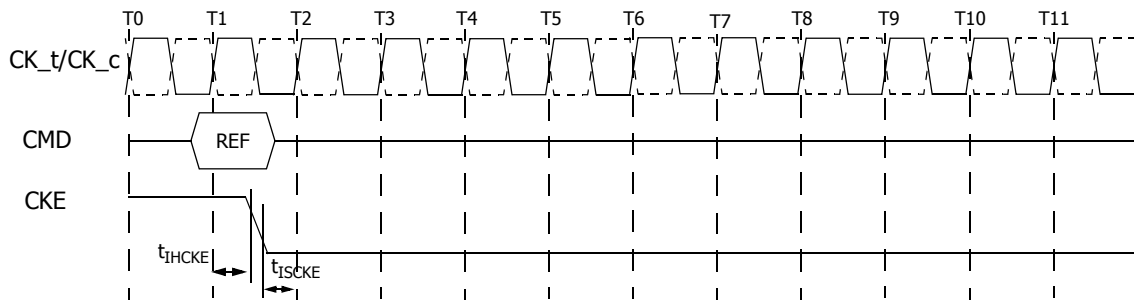 T0 T1 T2 T3 T4 T5 T6 T7 T8 T9 T10 T11
CK_t/CK_c
CMD
REF
CKE
tIHCKE
tISCKE